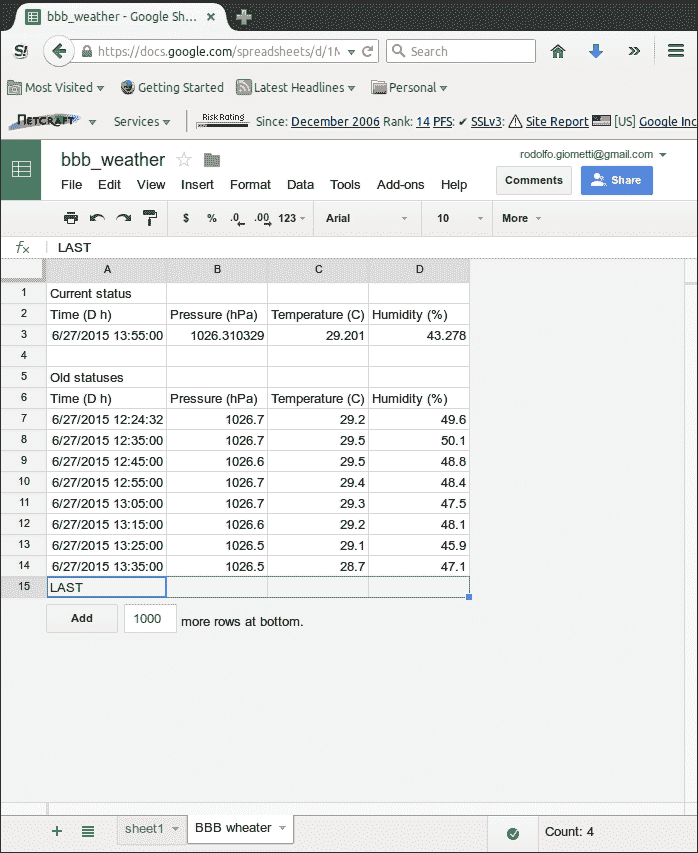 bbb_weather - Google Sh... ×
S! https://docs.google.com/spreadsheets/d/1M Search
Most Visited Getting Started Latest Headlines Personal
NETCRAFT Services Risk Rating Since: December 2006 Rank: 14 PFS: ✔ SSLv3: Site Report [US] Google Inc
bbb_weather rodolfo.giometti@gmail.com
File Edit View Insert Format Data Tools Add-ons Help Comments Share
$ % .0 .00 123 Arial 10 More
fx LAST
A B C D
1 Current status
2 Time (D h) Pressure (hPa) Temperature (C) Humidity (%)
3 6/27/2015 13:55:00 1026.310329 29.201 43.278
4
5 Old statuses
6 Time (D h) Pressure (hPa) Temperature (C) Humidity (%)
7 6/27/2015 12:24:32 1026.7 29.2 49.6
8 6/27/2015 12:35:00 1026.7 29.5 50.1
9 6/27/2015 12:45:00 1026.6 29.5 48.8
10 6/27/2015 12:55:00 1026.7 29.4 48.4
11 6/27/2015 13:05:00 1026.7 29.3 47.5
12 6/27/2015 13:15:00 1026.6 29.2 48.1
13 6/27/2015 13:25:00 1026.5 29.1 45.9
14 6/27/2015 13:35:00 1026.5 28.7 47.1
15 LAST
Add 1000 more rows at bottom.
sheet1 BBB wheater Count: 4